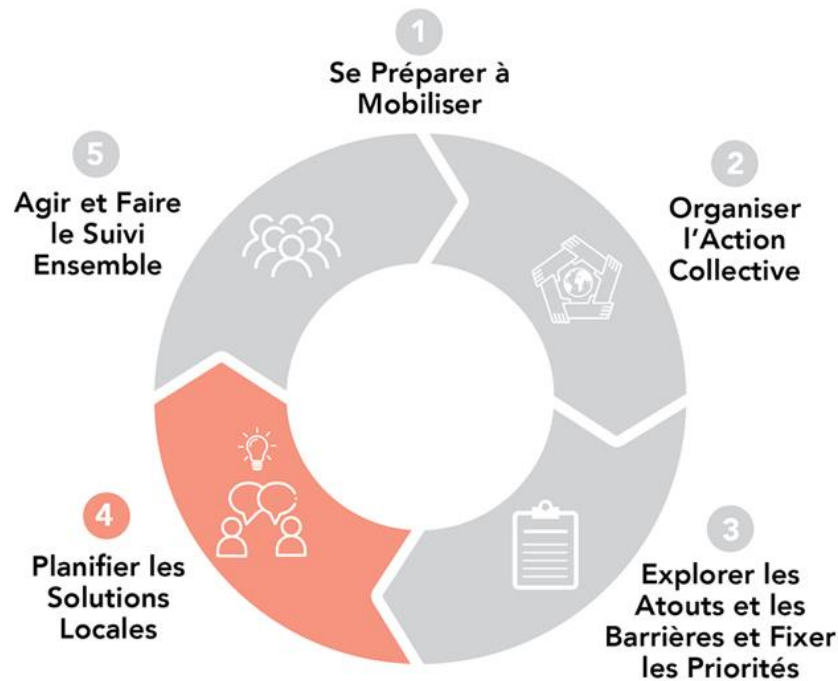 1
Se Préparer à
Mobiliser
2
Organiser
l'Action
Collective
3
Explorer les
Atouts et les
Barrières et Fixer
les Priorités
4
Planifier les
Solutions
Locales
5
Agir et Faire
le Suivi
Ensemble